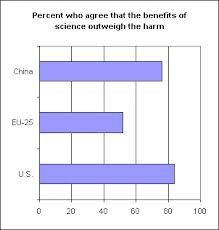 Percent who agree that the benefits of
science outweigh the harm
China
EU-25
U.S.
0 20 40 60 80 100